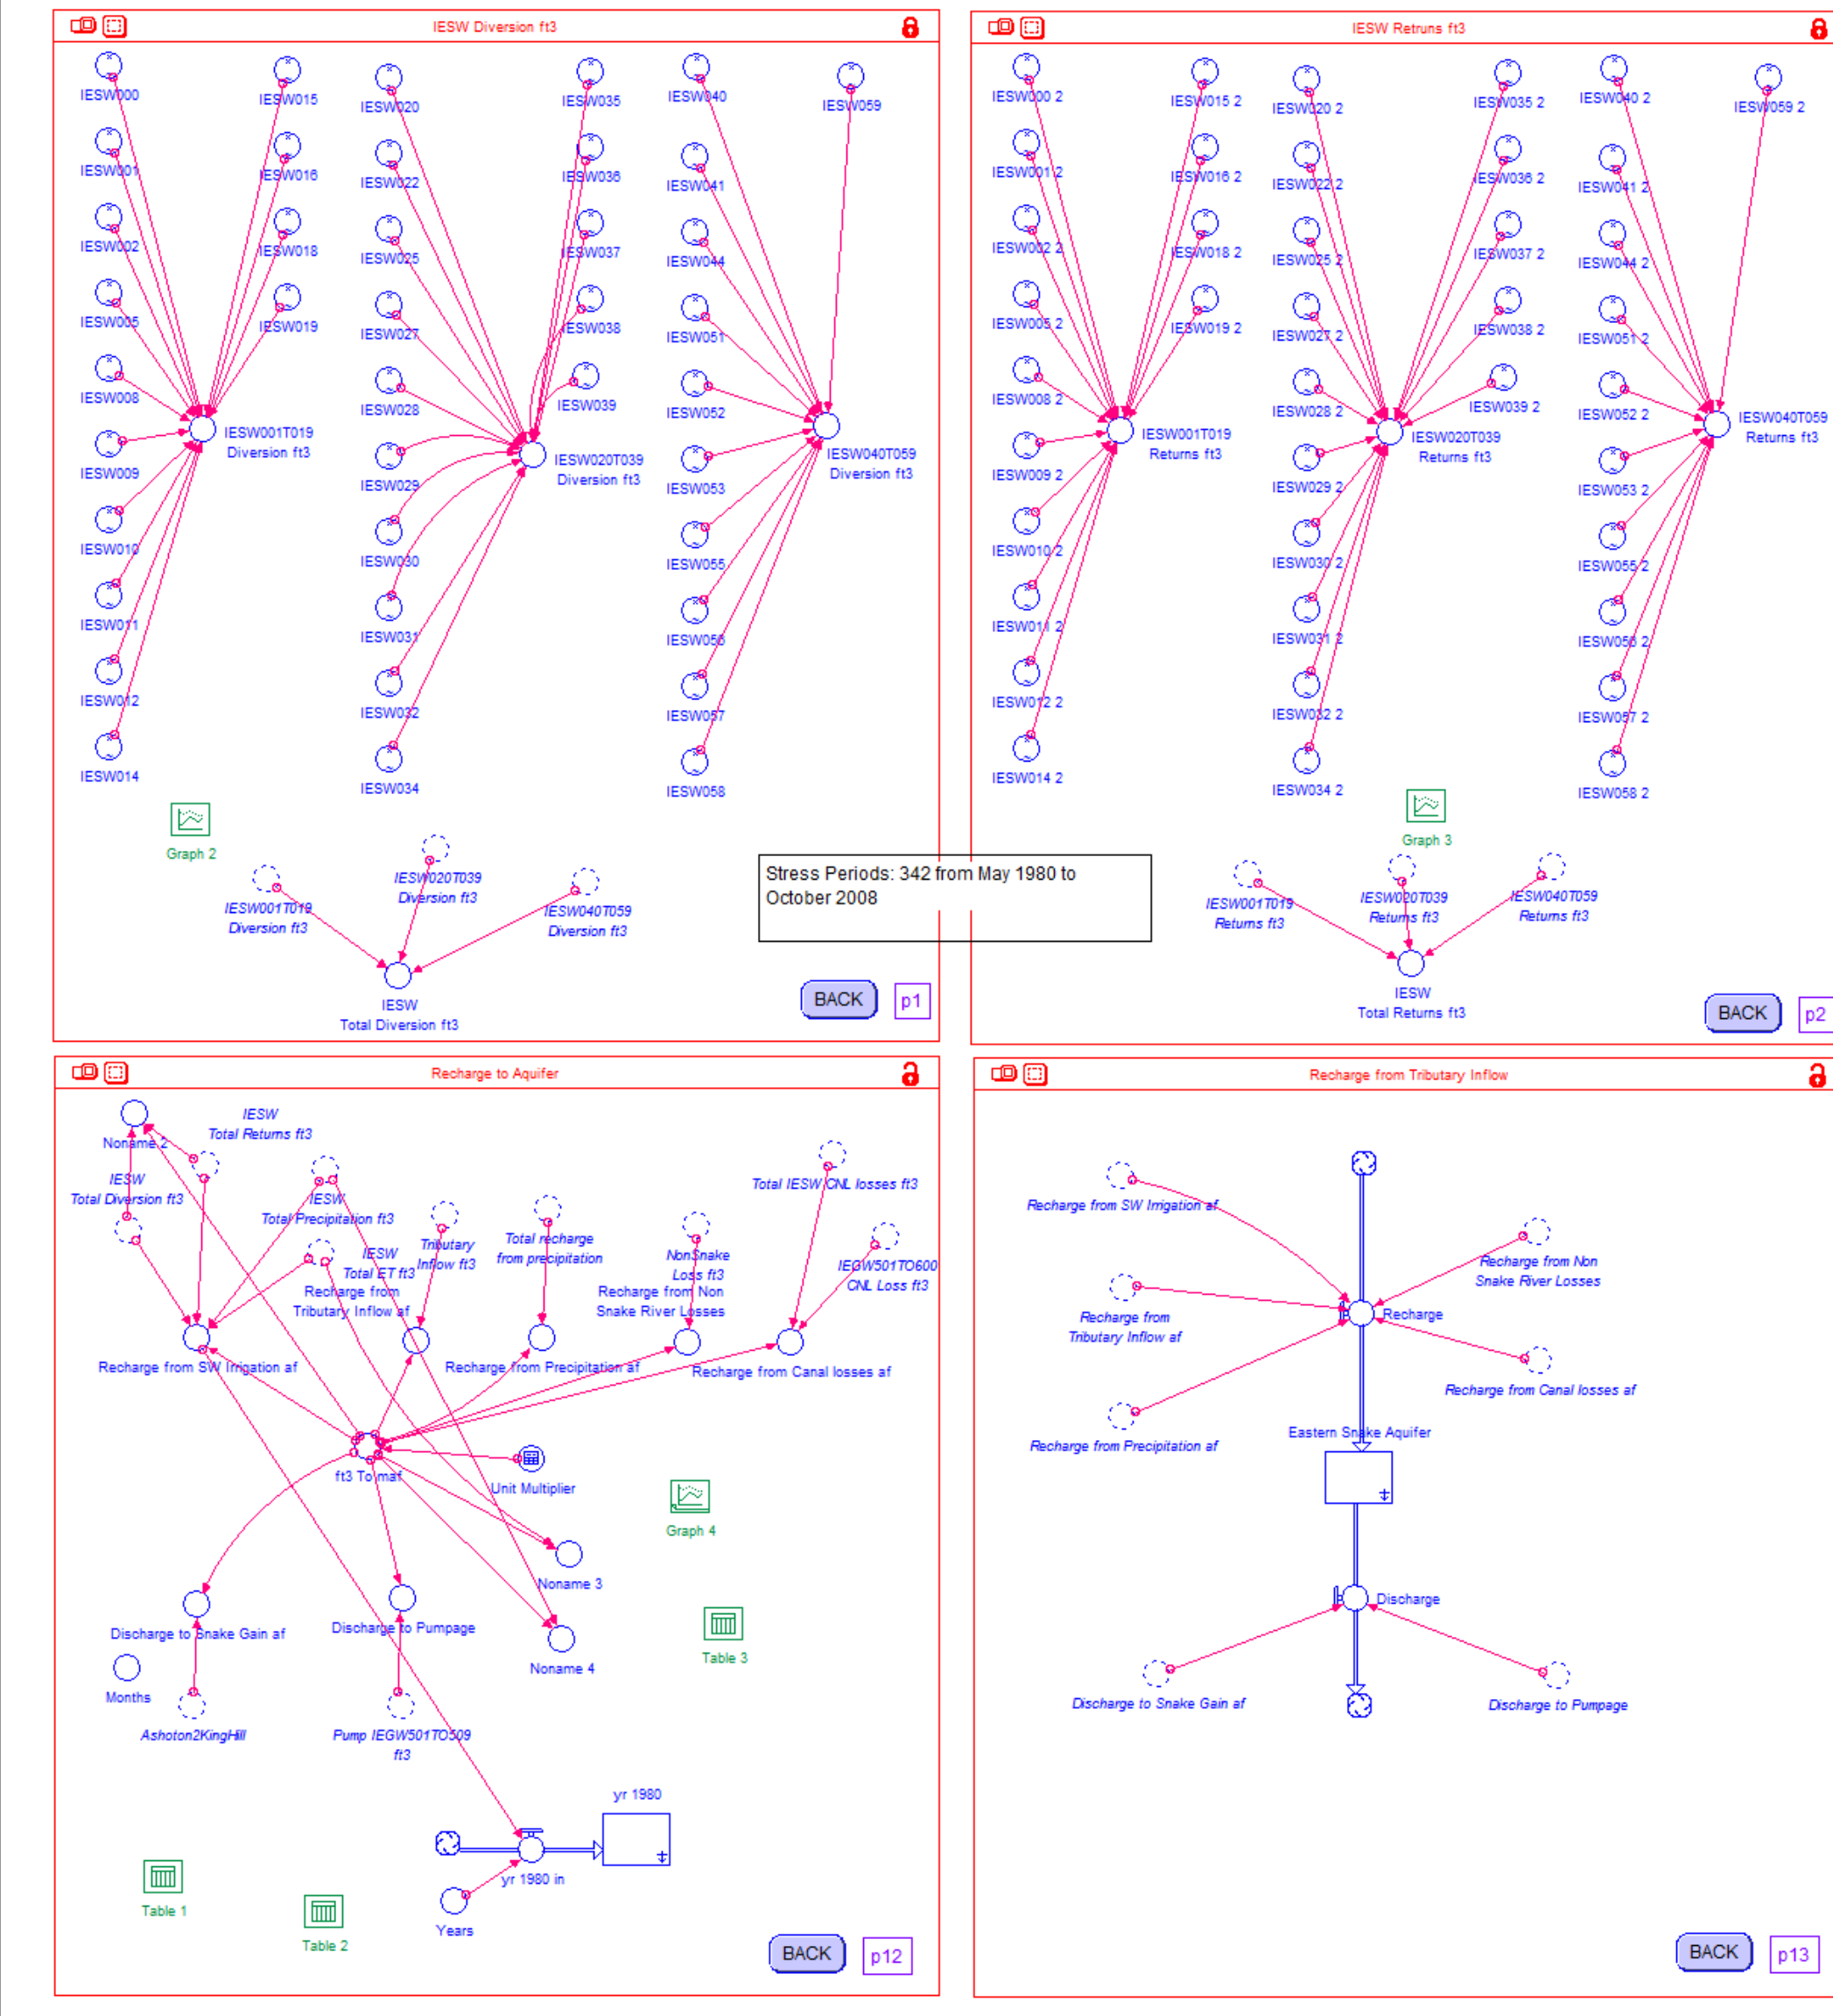 IESW Diversion ft3
IESW000
IESW015
IESW020
IESW035
IESW040
IESW059
IESW001
IESW016
IESW022
IESW036
IESW041
IESW002
IESW018
IESW025
IESW037
IESW044
IESW005
IESW019
IESW027
IESW038
IESW051
IESW008
IESW028
IESW039
IESW052
IESW001T019
Diversion ft3
IESW020T039
Diversion ft3
IESW040T059
Diversion ft3
IESW009
IESW029
IESW053
IESW010
IESW030
IESW055
IESW011
IESW031
IESW056
IESW012
IESW032
IESW057
IESW014
IESW034
IESW058
Graph 2
IESW001T019
Diversion ft3
IESW020T039
Diversion ft3
IESW040T059
Diversion ft3
IESW
Total Diversion ft3
BACK
p1
Stress Periods: 342 from May 1980 to
October 2008
IESW Retruns ft3
IESW000 2
IESW015 2
IESW020 2
IESW035 2
IESW040 2
IESW059 2
IESW001 2
IESW016 2
IESW022 2
IESW036 2
IESW041 2
IESW002 2
IESW018 2
IESW025 2
IESW037 2
IESW044 2
IESW005 2
IESW019 2
IESW027 2
IESW038 2
IESW051 2
IESW008 2
IESW028 2
IESW039 2
IESW052 2
IESW001T019
Returns ft3
IESW020T039
Returns ft3
IESW040T059
Returns ft3
IESW009 2
IESW029 2
IESW053 2
IESW010 2
IESW030 2
IESW055 2
IESW011 2
IESW031 2
IESW056 2
IESW012 2
IESW032 2
IESW057 2
IESW014 2
IESW034 2
IESW058 2
Graph 3
IESW001T019
Returns ft3
IESW020T039
Returns ft3
IESW040T059
Returns ft3
IESW
Total Returns ft3
BACK
p2
Recharge to Aquifer
Noname 2
IESW
Total Returns ft3
IESW
Total Diversion ft3
IESW
Total Precipitation ft3
IESW
Total ET ft3
Tributary
Inflow ft3
Total recharge
from precipitation
NonSnake
Loss ft3
Total IESW CNL losses ft3
IEGW501TO600
CNL Loss ft3
Recharge from
Tributary Inflow af
Recharge from Non
Snake River Losses
Recharge from SW Irrigation af
Recharge from Precipitation af
Recharge from Canal losses af
ft3 To maf
Unit Multiplier
Graph 4
Noname 3
Discharge to Snake Gain af
Discharge to Pumpage
Noname 4
Table 3
Months
Ashoton2KingHill
Pump IEGW501TO509
ft3
yr 1980
yr 1980 in
Years
Table 1
Table 2
BACK
p12
Recharge from Tributary Inflow
Recharge from SW Irrigation af
Recharge from Non
Snake River Losses
Recharge from
Tributary Inflow af
Recharge
Recharge from Canal losses af
Recharge from Precipitation af
Eastern Snake Aquifer
Discharge
Discharge to Snake Gain af
Discharge to Pumpage
BACK
p13